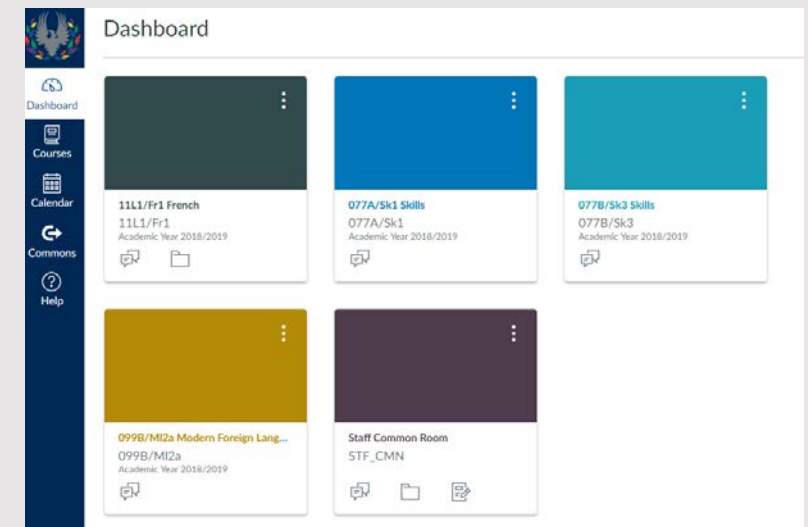 Dashboard
Dashboard
Courses
Calendar
Commons
Help
11L1/Fr1 French
11L1/Fr1
Academic Year 2018/2019
077A/Sk1 Skills
077A/Sk1
Academic Year 2018/2019
077B/Sk3 Skills
077B/Sk3
Academic Year 2018/2019
099B/Ml2a Modern Foreign Lang...
099B/Ml2a
Academic Year 2018/2019
Staff Common Room
STF_CMN